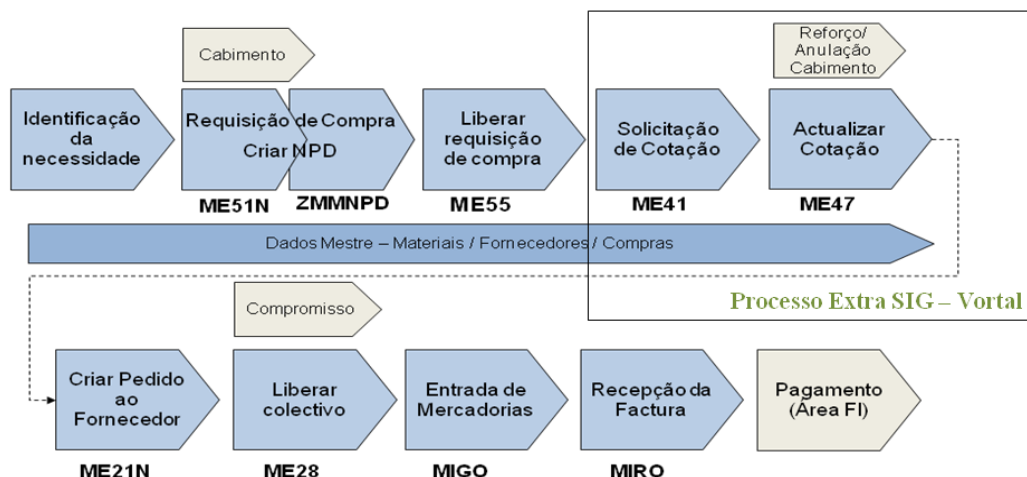 Cabimento
Reforço/
Anulação
Cabimento
Identificação
da
necessidade
Requisição de Compra
Criar NPD
Liberar
requisição
de compra
Solicitação
de Cotação
Actualizar
Cotação
ME51N
ZMMNPD
ME55
ME41
ME47
Dados Mestre – Materiais / Fornecedores / Compras
Processo Extra SIG – Vortal
Compromisso
Criar Pedido
ao
Fornecedor
Liberar
colectivo
Entrada de
Mercadorias
Recepção da
Factura
Pagamento
(Área FI)
ME21N
ME28
MIGO
MIRO